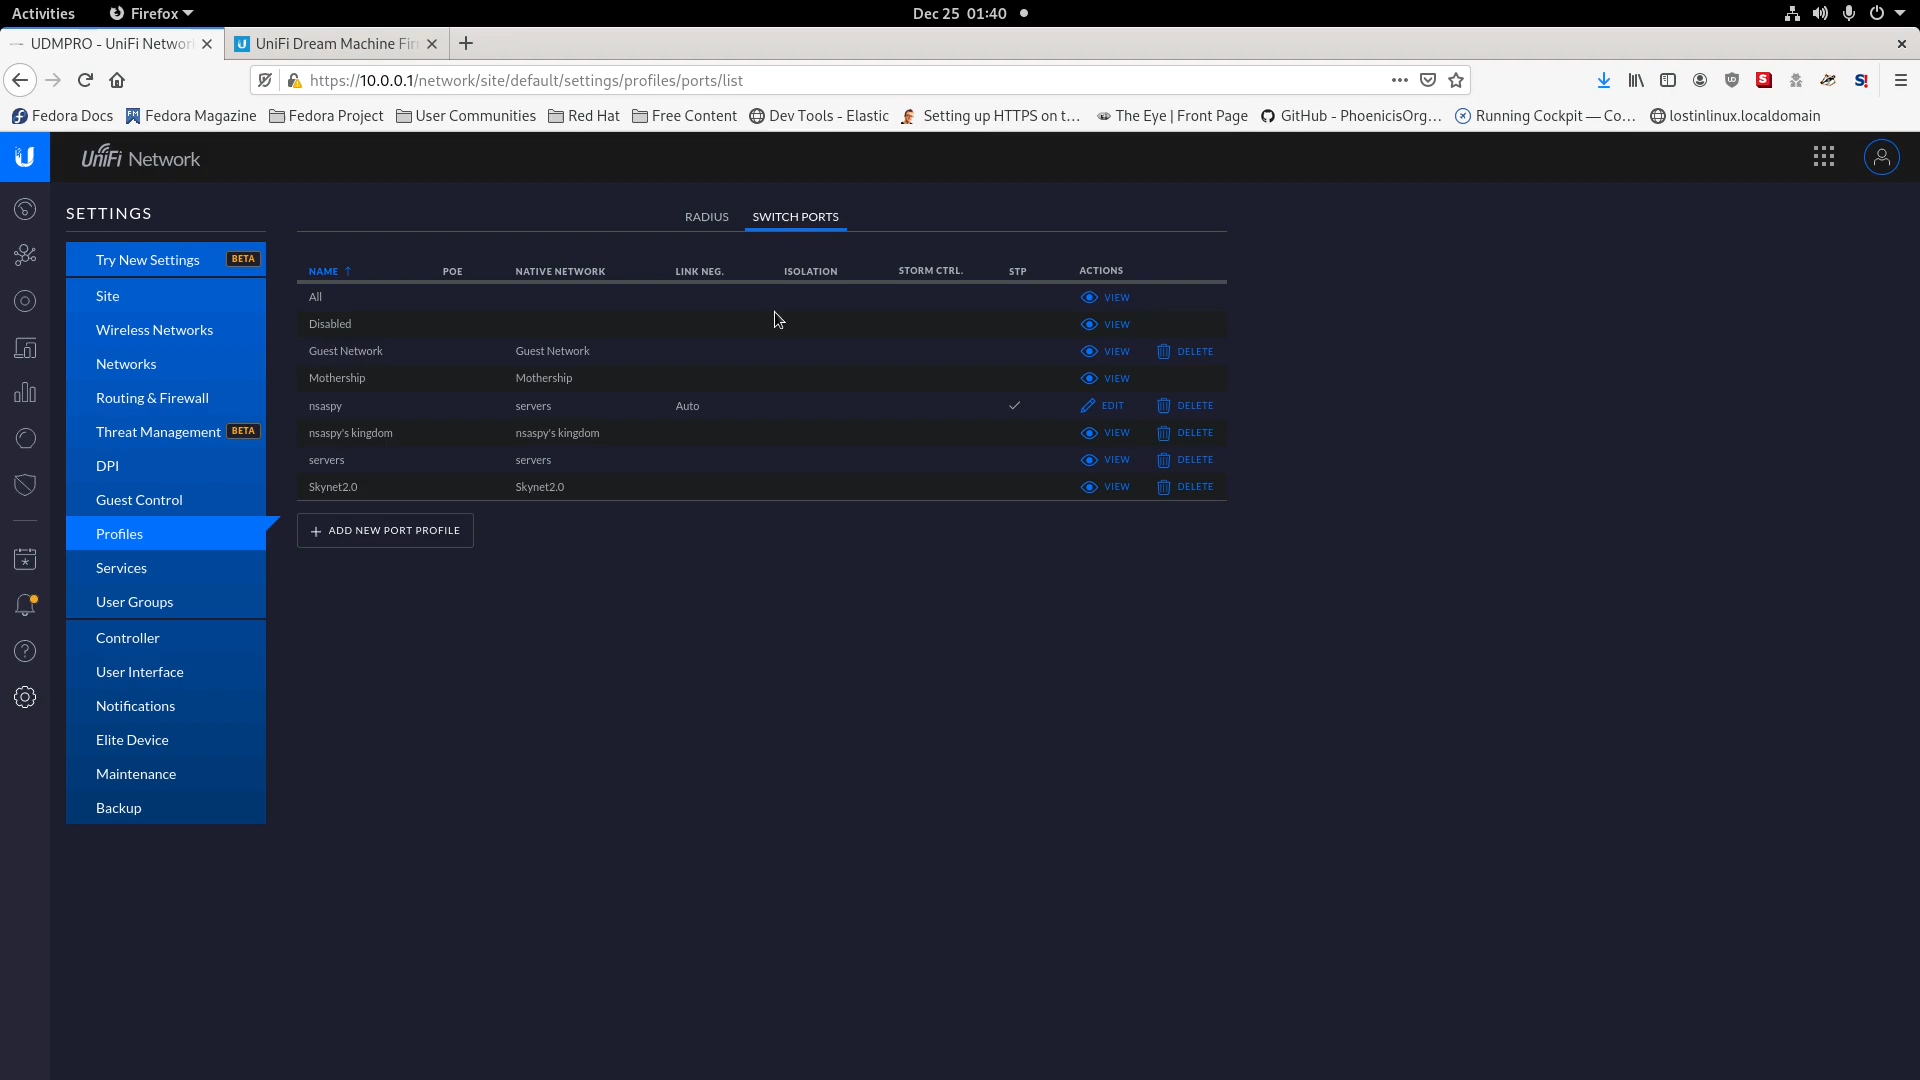 Activities Firefox Dec 25 01:40
UDMPRO - UniFi Networ UniFi Dream Machine Fir
https://10.0.0.1/network/site/default/settings/profiles/ports/list
Fedora Docs Fedora Magazine Fedora Project User Communities Red Hat Free Content Dev Tools - Elastic Setting up HTTPS on t... The Eye | Front Page GitHub - PhoenicisOrg... Running Cockpit — Co... lostinlinux.localdomain
UniFi Network
SETTINGS
Try New Settings BETA
Site
Wireless Networks
Networks
Routing & Firewall
Threat Management BETA
DPI
Guest Control
Profiles
Services
User Groups
Controller
User Interface
Notifications
Elite Device
Maintenance
Backup
RADIUS SWITCH PORTS
NAME ↑ POE NATIVE NETWORK LINK NEG. ISOLATION STORM CTRL. STP ACTIONS
All VIEW
Disabled VIEW
Guest Network Guest Network VIEW DELETE
Mothership Mothership VIEW
nsaspy servers Auto ✓ EDIT DELETE
nsaspy's kingdom nsaspy's kingdom VIEW DELETE
servers servers VIEW DELETE
Skynet2.0 Skynet2.0 VIEW DELETE
+ ADD NEW PORT PROFILE